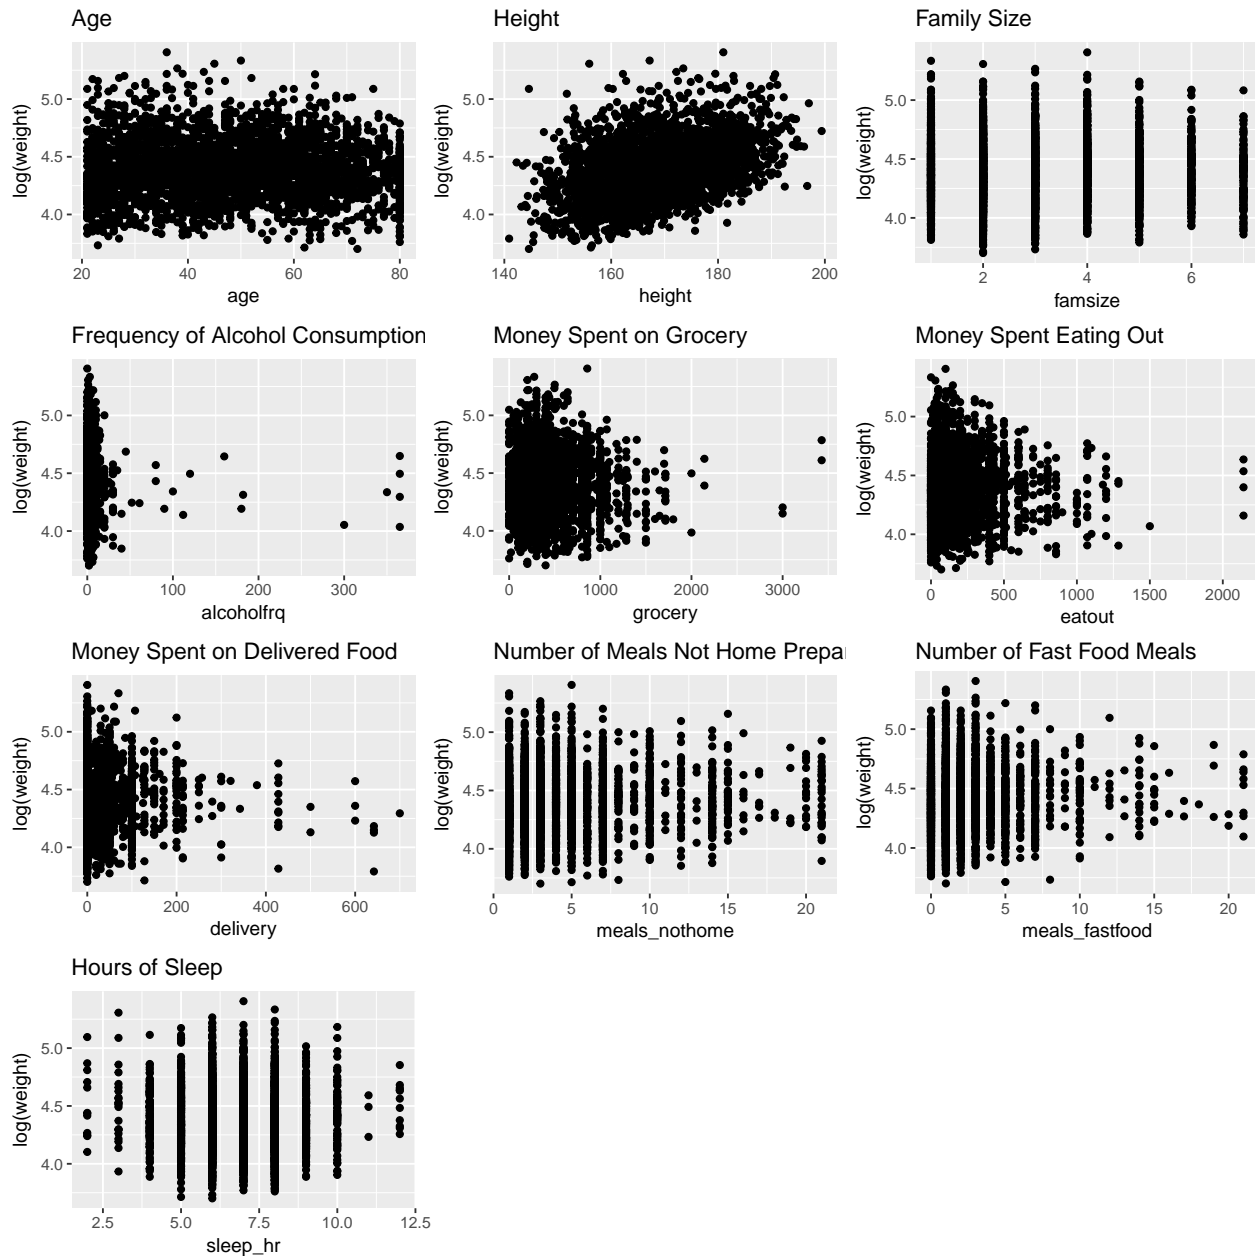 Age
Height
Family Size
log(weight)
5.0
4.5
4.0
20 40 60 80
age
log(weight)
5.0
4.5
4.0
140 160 180 200
height
log(weight)
5.0
4.5
4.0
2 4 6
famsize
Frequency of Alcohol Consumption
Money Spent on Grocery
Money Spent Eating Out
log(weight)
5.0
4.5
4.0
0 100 200 300
alcoholfrq
log(weight)
5.0
4.5
4.0
0 1000 2000 3000
grocery
log(weight)
5.0
4.5
4.0
0 500 1000 1500 2000
eatout
Money Spent on Delivered Food
Number of Meals Not Home Prepar
Number of Fast Food Meals
log(weight)
5.0
4.5
4.0
0 200 400 600
delivery
log(weight)
5.0
4.5
4.0
0 5 10 15 20
meals_nothome
log(weight)
5.0
4.5
4.0
0 5 10 15 20
meals_fastfood
Hours of Sleep
log(weight)
5.0
4.5
4.0
2.5 5.0 7.5 10.0 12.5
sleep_hr